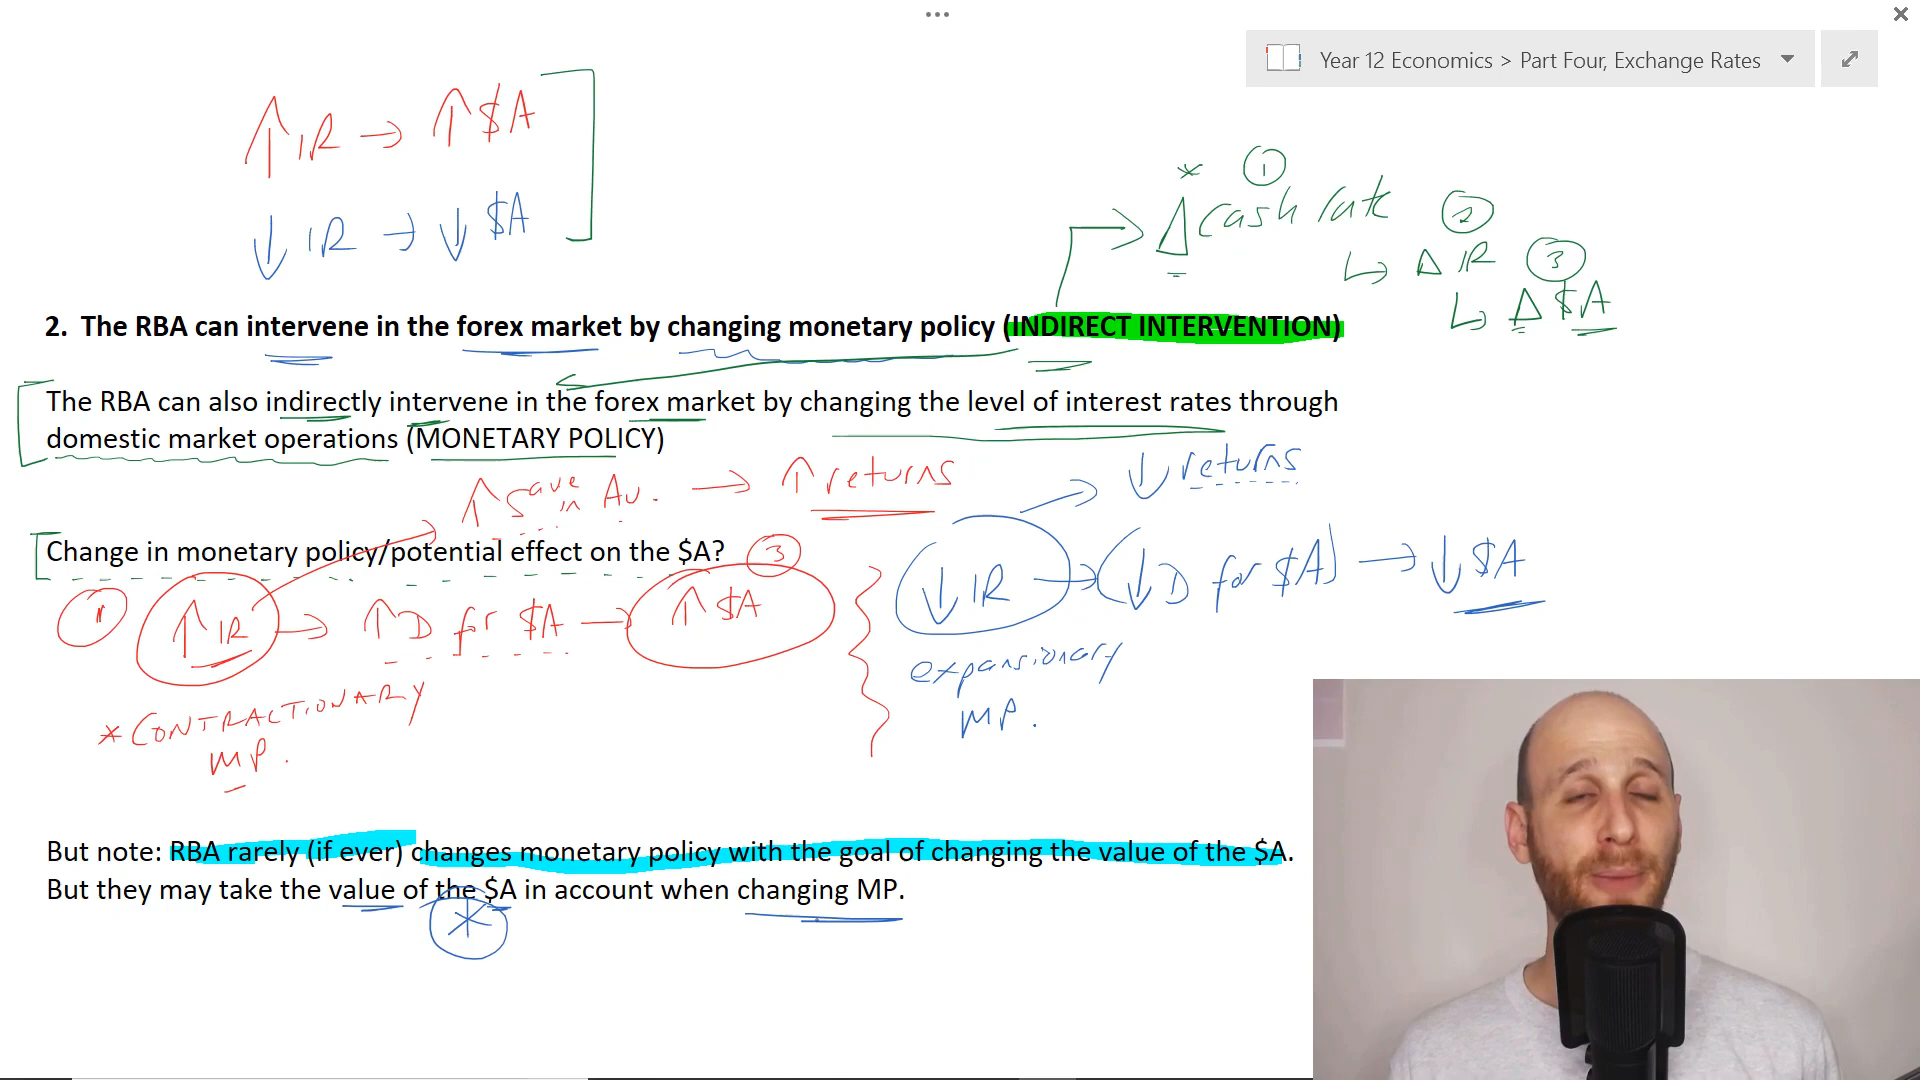 Year 12 Economics > Part Four, Exchange Rates
↑ IR → ↑ $A
↓ IR → ↓ $A
* ①
Δ cash rate ②
↳ Δ IR ③
↳ Δ $A
2. The RBA can intervene in the forex market by changing monetary policy (INDIRECT INTERVENTION)
The RBA can also indirectly intervene in the forex market by changing the level of interest rates through
domestic market operations (MONETARY POLICY)
↑ save in Au. → ↑ returns
↓ returns
Change in monetary policy/potential effect on the $A? ③
① ↑ IR → ↑ D for $A → ↑ $A
↓ IR → ↓ D for $A → ↓ $A
* CONTRACTIONARY
MP.
expansionary
MP.
But note: RBA rarely (if ever) changes monetary policy with the goal of changing the value of the $A.
But they may take the value of the $A in account when changing MP.
*